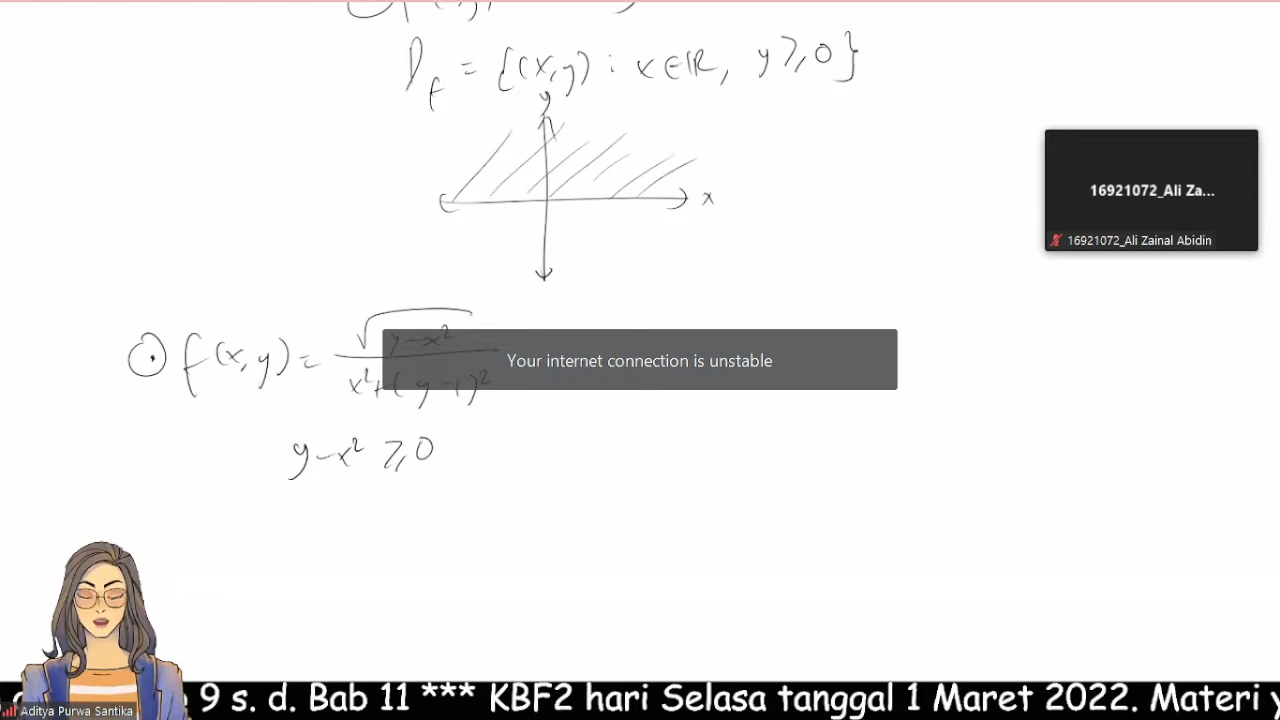 D_f = {(x,y) : x ∈ ℝ, y ≥ 0}
y
x
16921072_Ali Za...
16921072_Ali Zainal Abidin
f(x,y) = √(y-x²) / x²+(y-1)²
Your internet connection is unstable
y-x² ≥ 0
9 s. d. Bab 11 *** KBF2 hari Selasa tanggal 1 Maret 2022. Materi
Aditya Purwa Santika